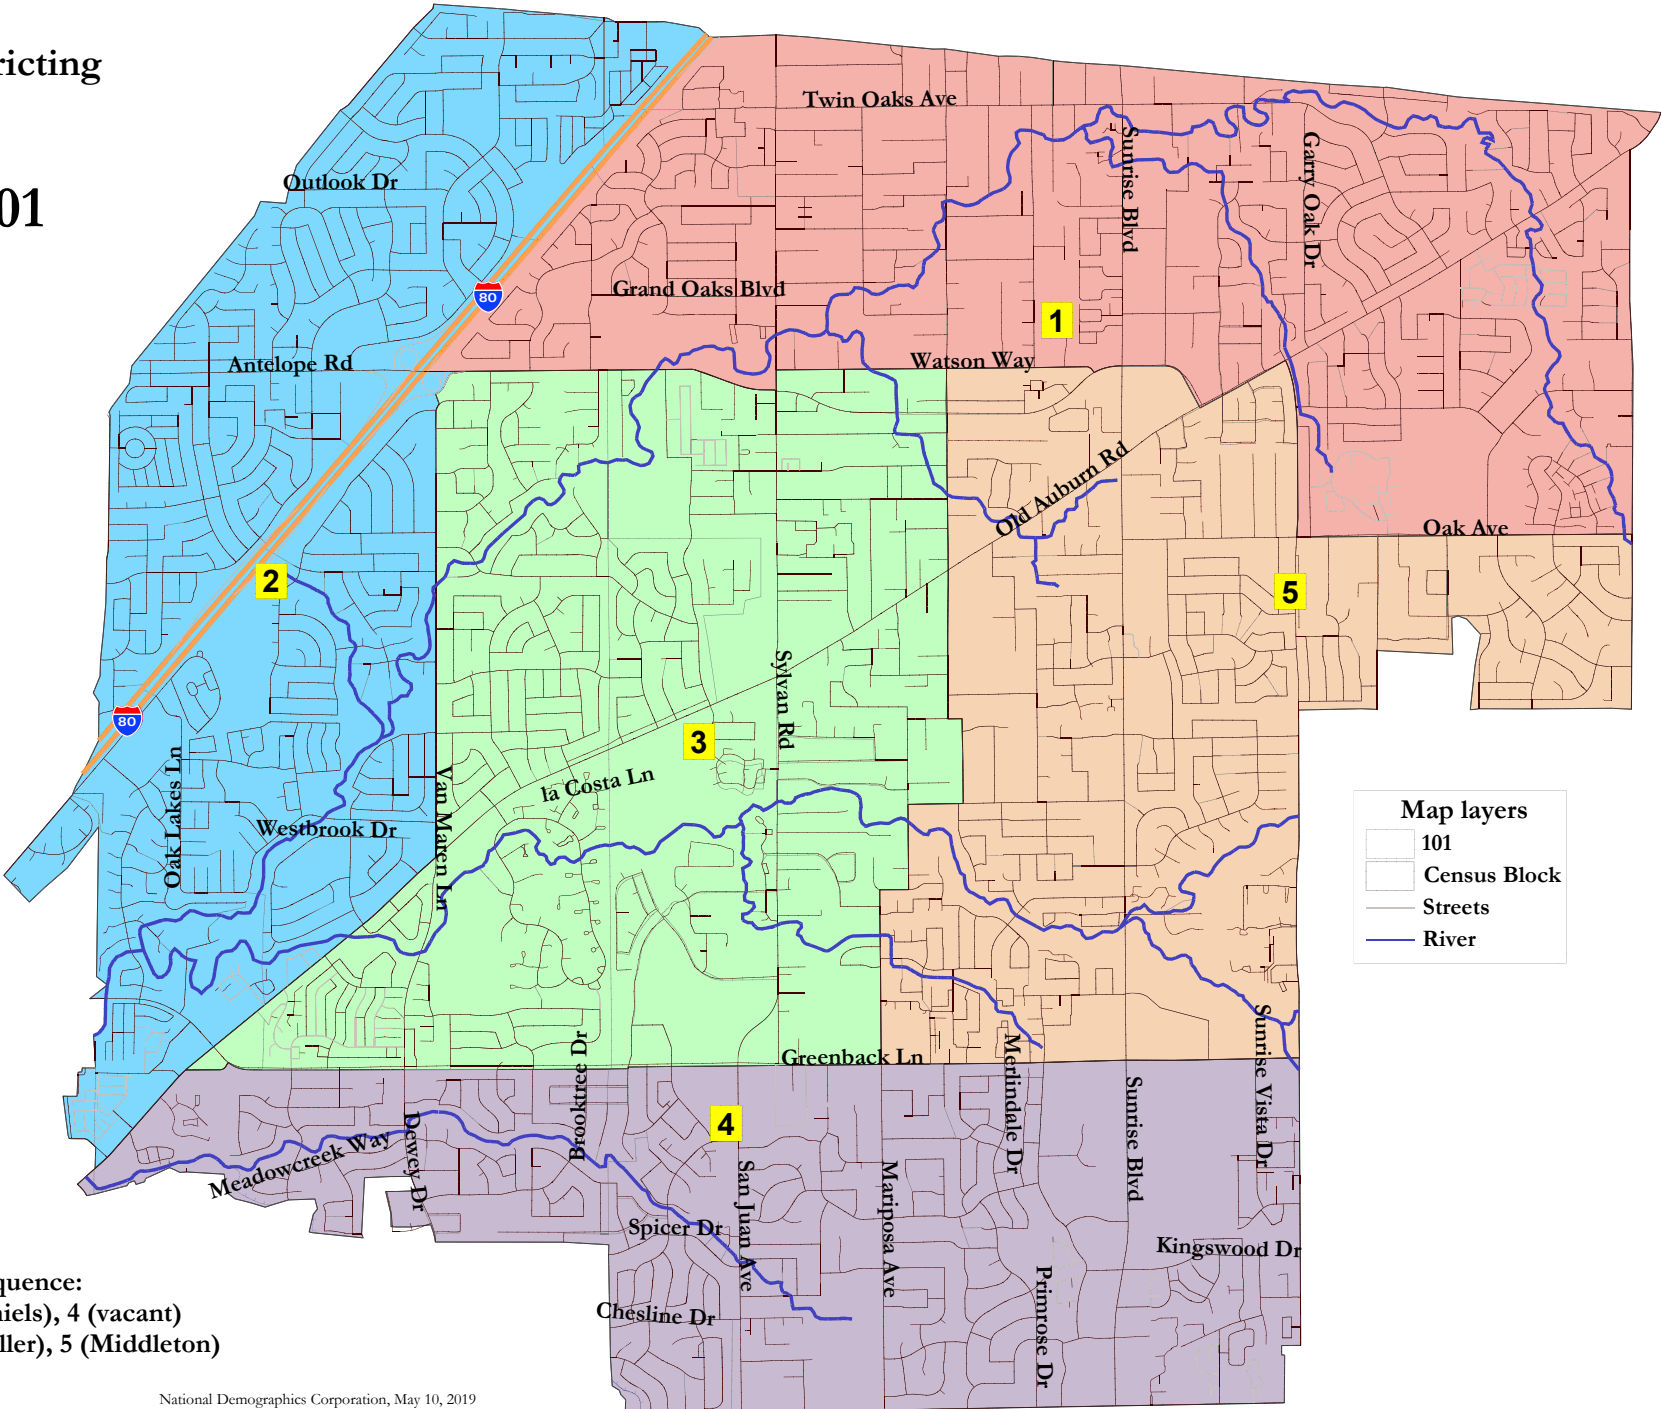 ricting
01
Twin Oaks Ave
Outlook Dr
Sunrise Blvd
Garry Oak Dr
80
Grand Oaks Blvd
1
Antelope Rd
Watson Way
Old Auburn Rd
Oak Ave
2
5
Sylvan Rd
80
3
Oak Lakes Ln
Van Maren Ln
la Costa Ln
Westbrook Dr
Map layers
101
Census Block
Streets
River
Greenback Ln
Sunrise Vista Dr
Brooktree Dr
Merlindale Dr
Sunrise Blvd
4
Meadowcreek Way
Dewey Dr
San Juan Ave
Mariposa Ave
Spicer Dr
Kingswood Dr
Primrose Dr
Chesline Dr
quence:
niels), 4 (vacant)
ller), 5 (Middleton)
National Demographics Corporation, May 10, 2019